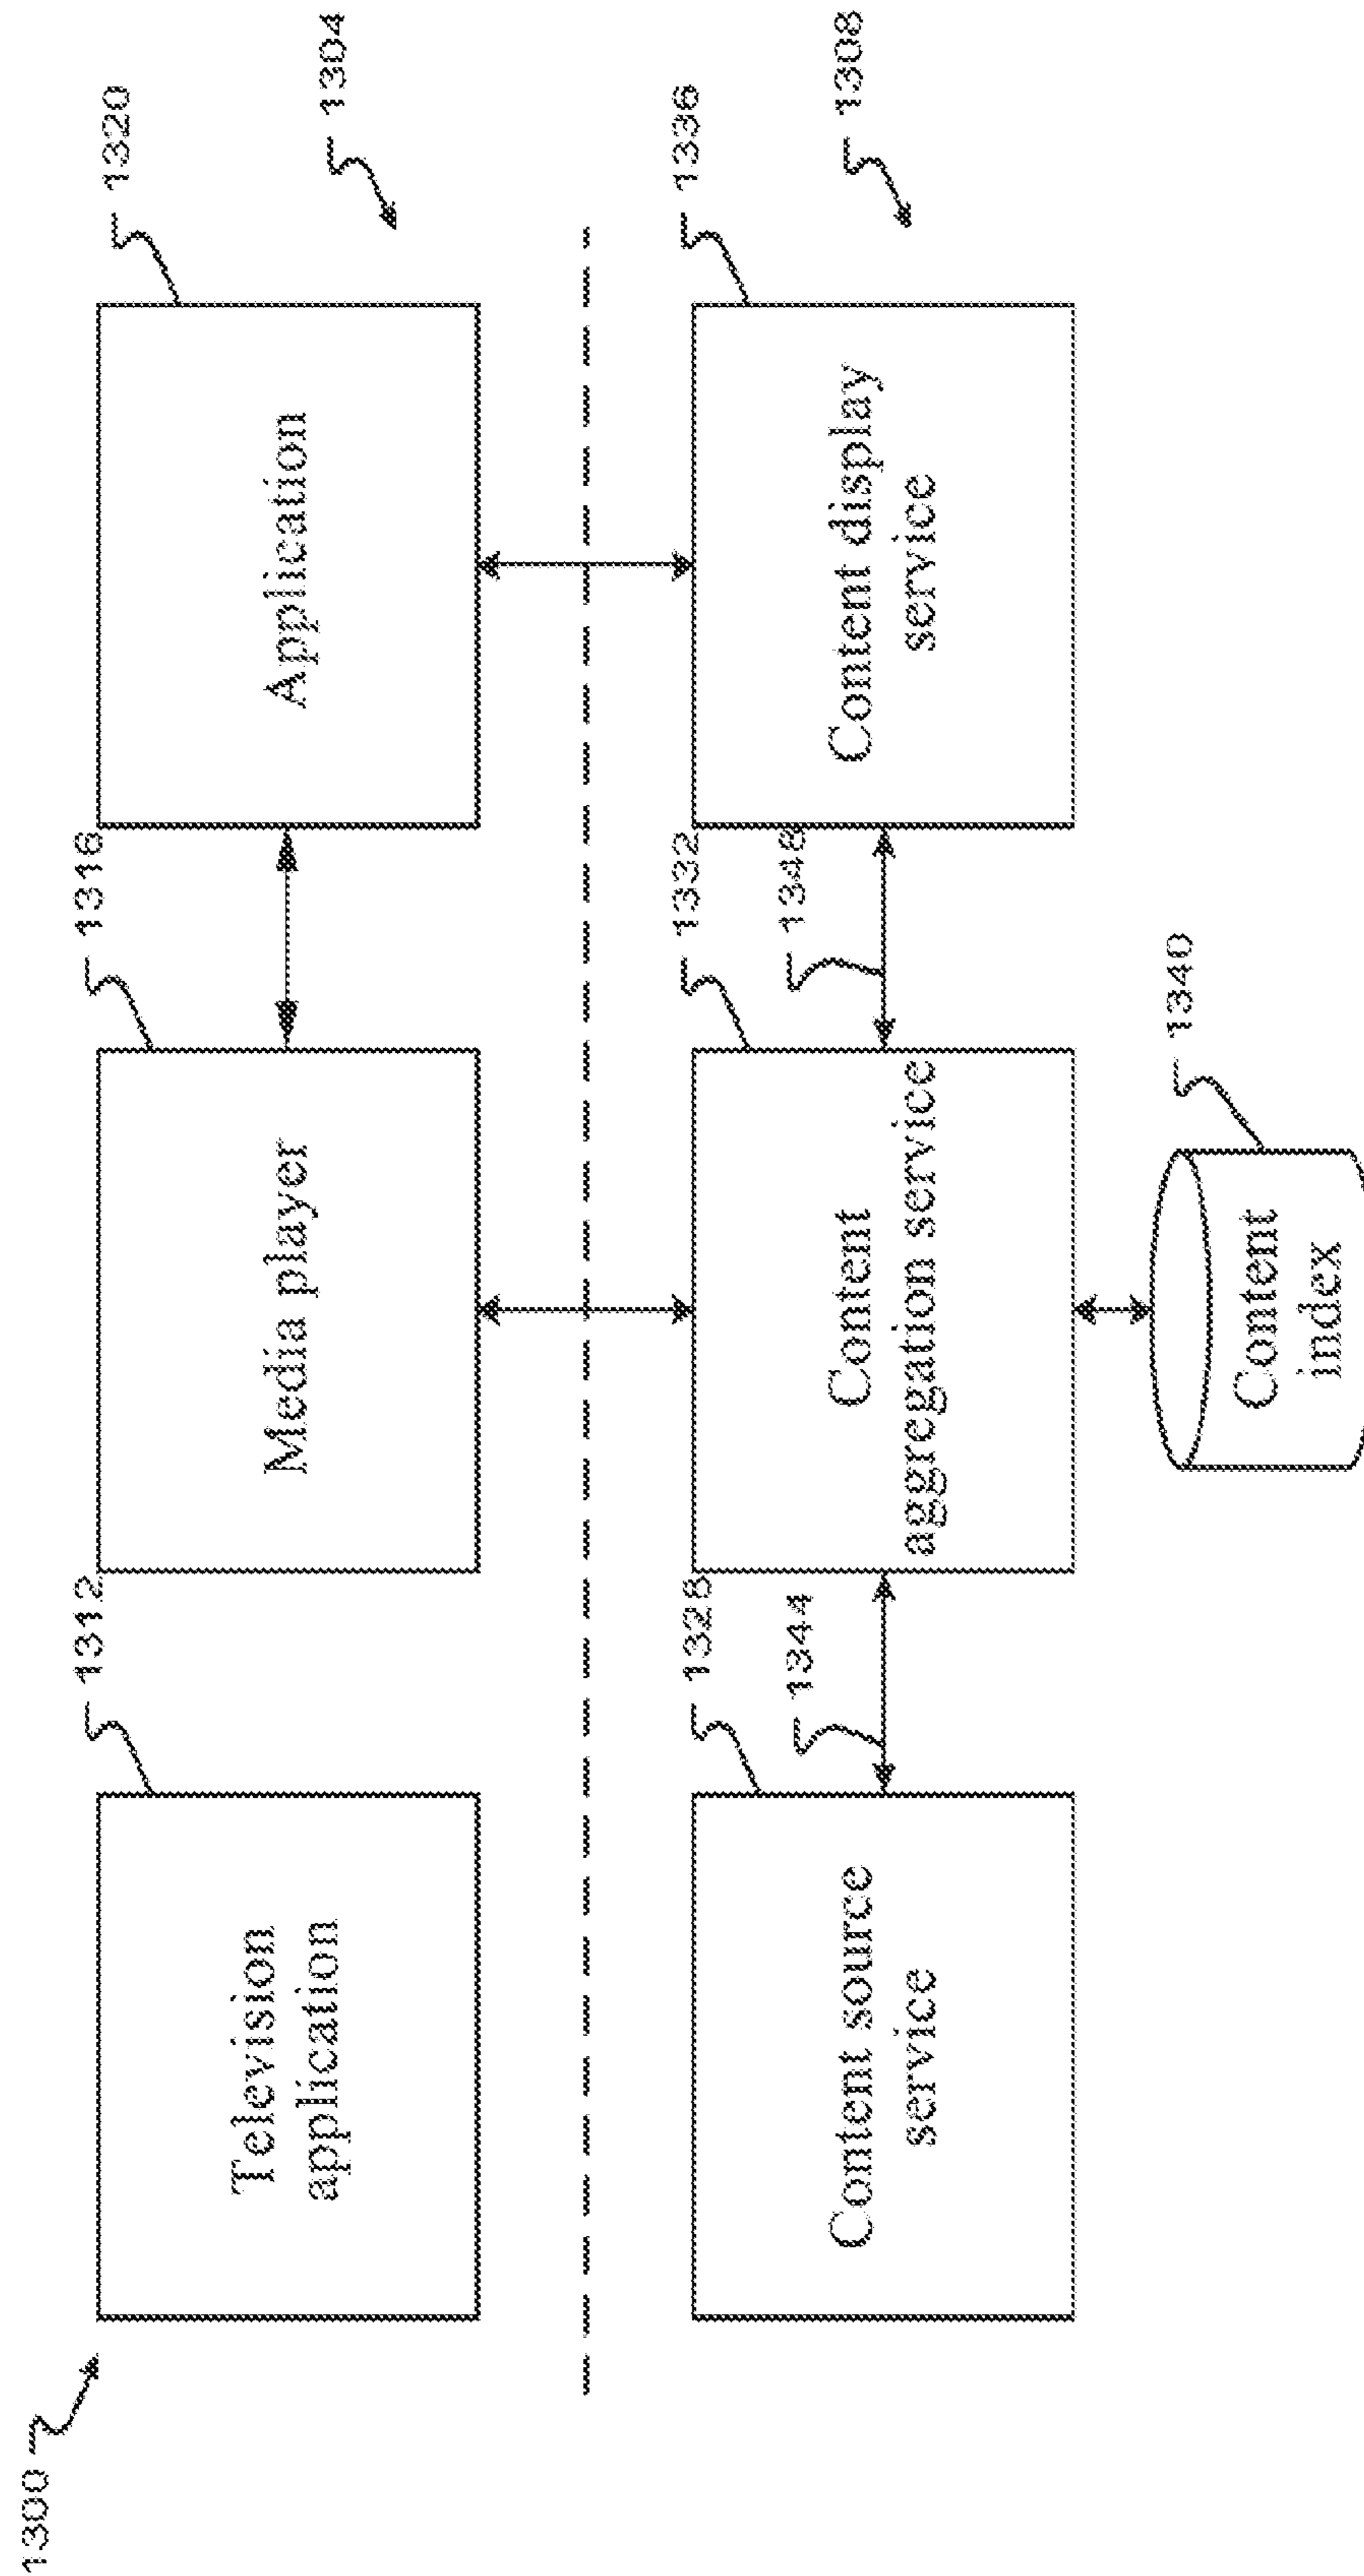 1300
1312
1316
1320
Television
application
Media player
Application
1304
1328
1332
1336
1344
1348
Content source
service
Content
aggregation service
Content display
service
1308
1340
Content
index